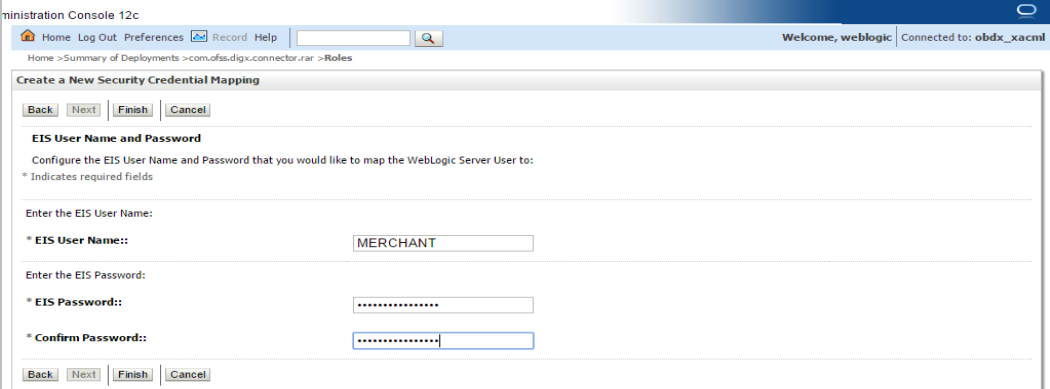 ministration Console 12c
Home Log Out Preferences Record Help
Welcome, weblogic Connected to: obdx_xacml
Home >Summary of Deployments >com.ofss.digx.connector.rar >Roles
Create a New Security Credential Mapping
Back Next Finish Cancel
EIS User Name and Password
Configure the EIS User Name and Password that you would like to map the WebLogic Server User to:
* Indicates required fields
Enter the EIS User Name:
* EIS User Name:: MERCHANT
Enter the EIS Password:
* EIS Password:: ••••••••••••••••
* Confirm Password:: ••••••••••••••••
Back Next Finish Cancel